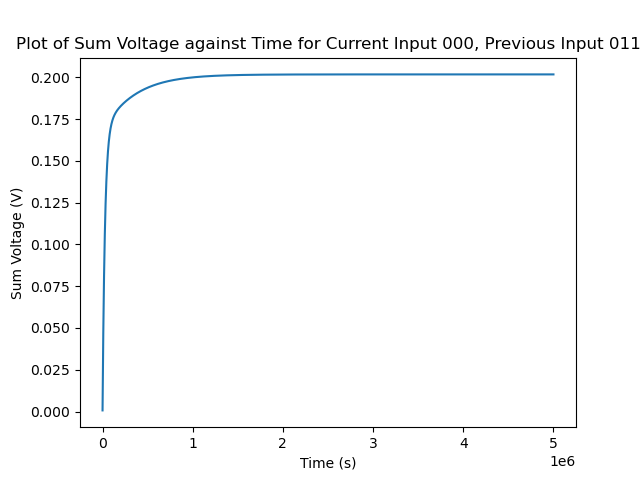 Plot of Sum Voltage against Time for Current Input 000, Previous Input 011
0.200
0.175
0.150
0.125
0.100
0.075
0.050
0.025
0.000
Sum Voltage (V)
0 1 2 3 4 5
1e6
Time (s)